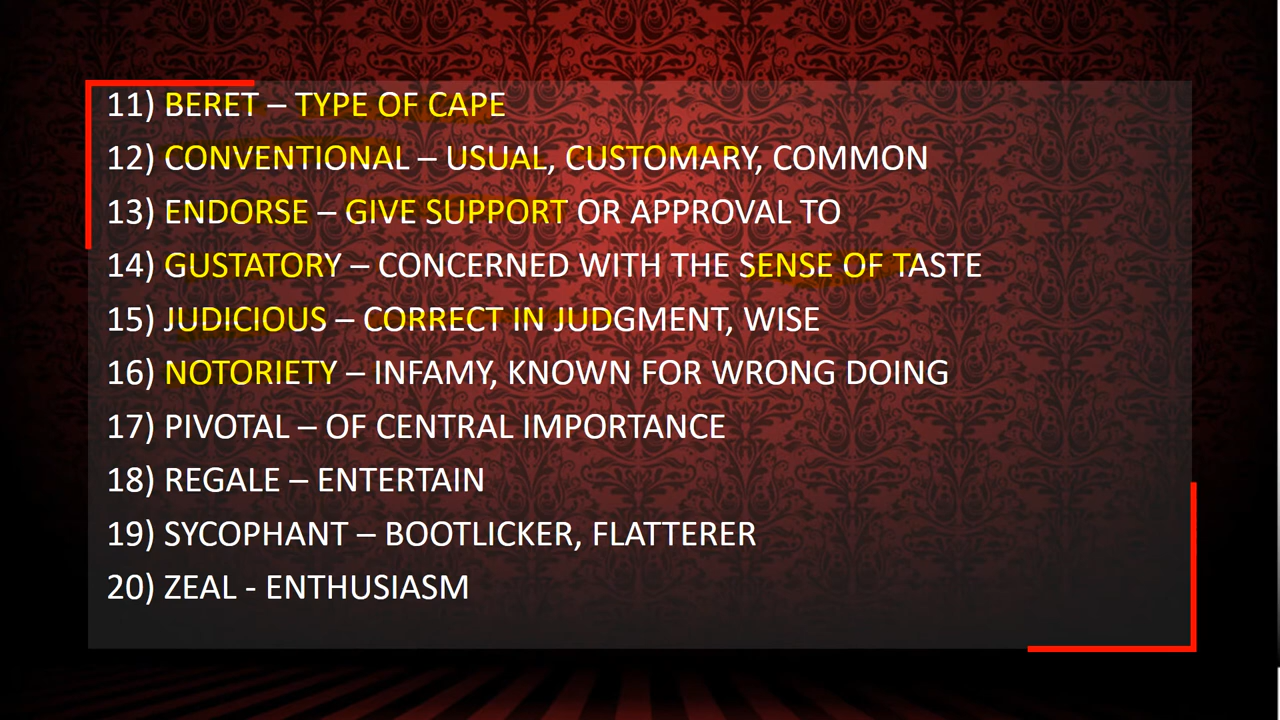 11) BERET – TYPE OF CAPE
12) CONVENTIONAL – USUAL, CUSTOMARY, COMMON
13) ENDORSE – GIVE SUPPORT OR APPROVAL TO
14) GUSTATORY – CONCERNED WITH THE SENSE OF TASTE
15) JUDICIOUS – CORRECT IN JUDGMENT, WISE
16) NOTORIETY – INFAMY, KNOWN FOR WRONG DOING
17) PIVOTAL – OF CENTRAL IMPORTANCE
18) REGALE – ENTERTAIN
19) SYCOPHANT – BOOTLICKER, FLATTERER
20) ZEAL - ENTHUSIASM